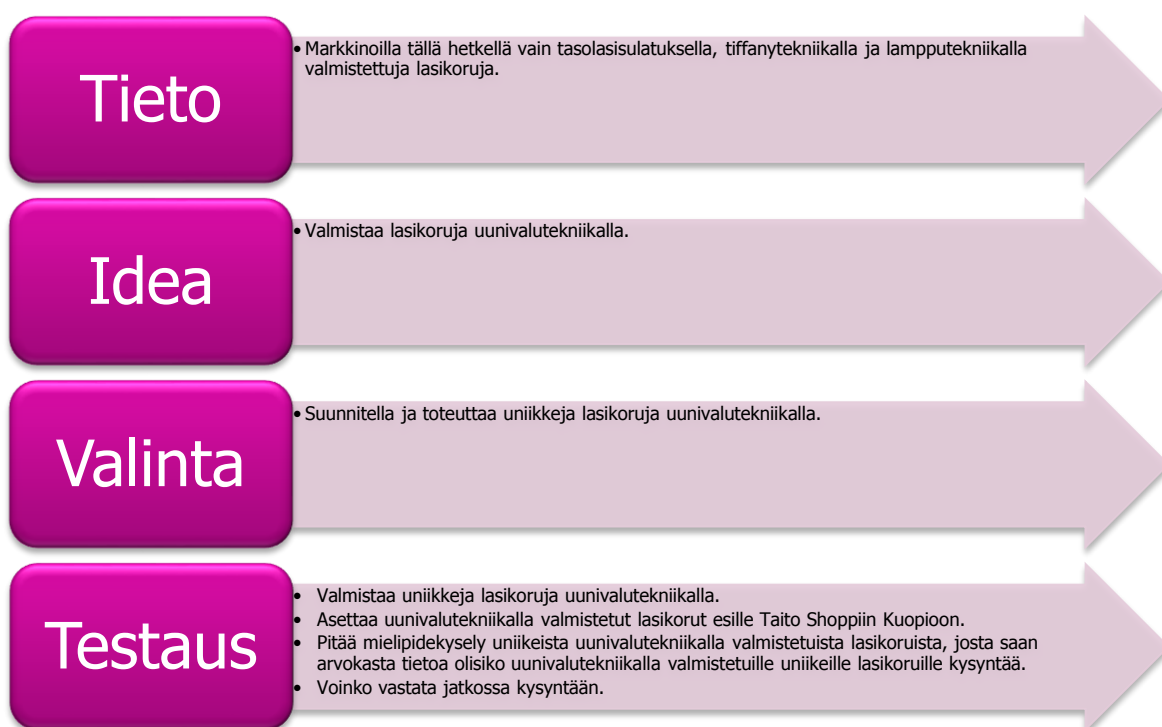 Tieto
• Markkinoilla tällä hetkellä vain tasolasisulatuksella, tiffanytekniikalla ja lampputekniikalla
valmistettuja lasikoruja.
Idea
• Valmistaa lasikoruja uunivalutekniikalla.
Valinta
• Suunnitella ja toteuttaa uniikkeja lasikoruja uunivalutekniikalla.
Testaus
• Valmistaa uniikkeja lasikoruja uunivalutekniikalla.
• Asettaa uunivalutekniikalla valmistetut lasikorut esille Taito Shoppiin Kuopioon.
• Pitää mielipidekysely uniikeista uunivalutekniikalla valmistetuista lasikoruista, josta saan
arvokasta tietoa olisiko uunivalutekniikalla valmistetuille uniikeille lasikoruille kysyntää.
• Voinko vastata jatkossa kysyntään.